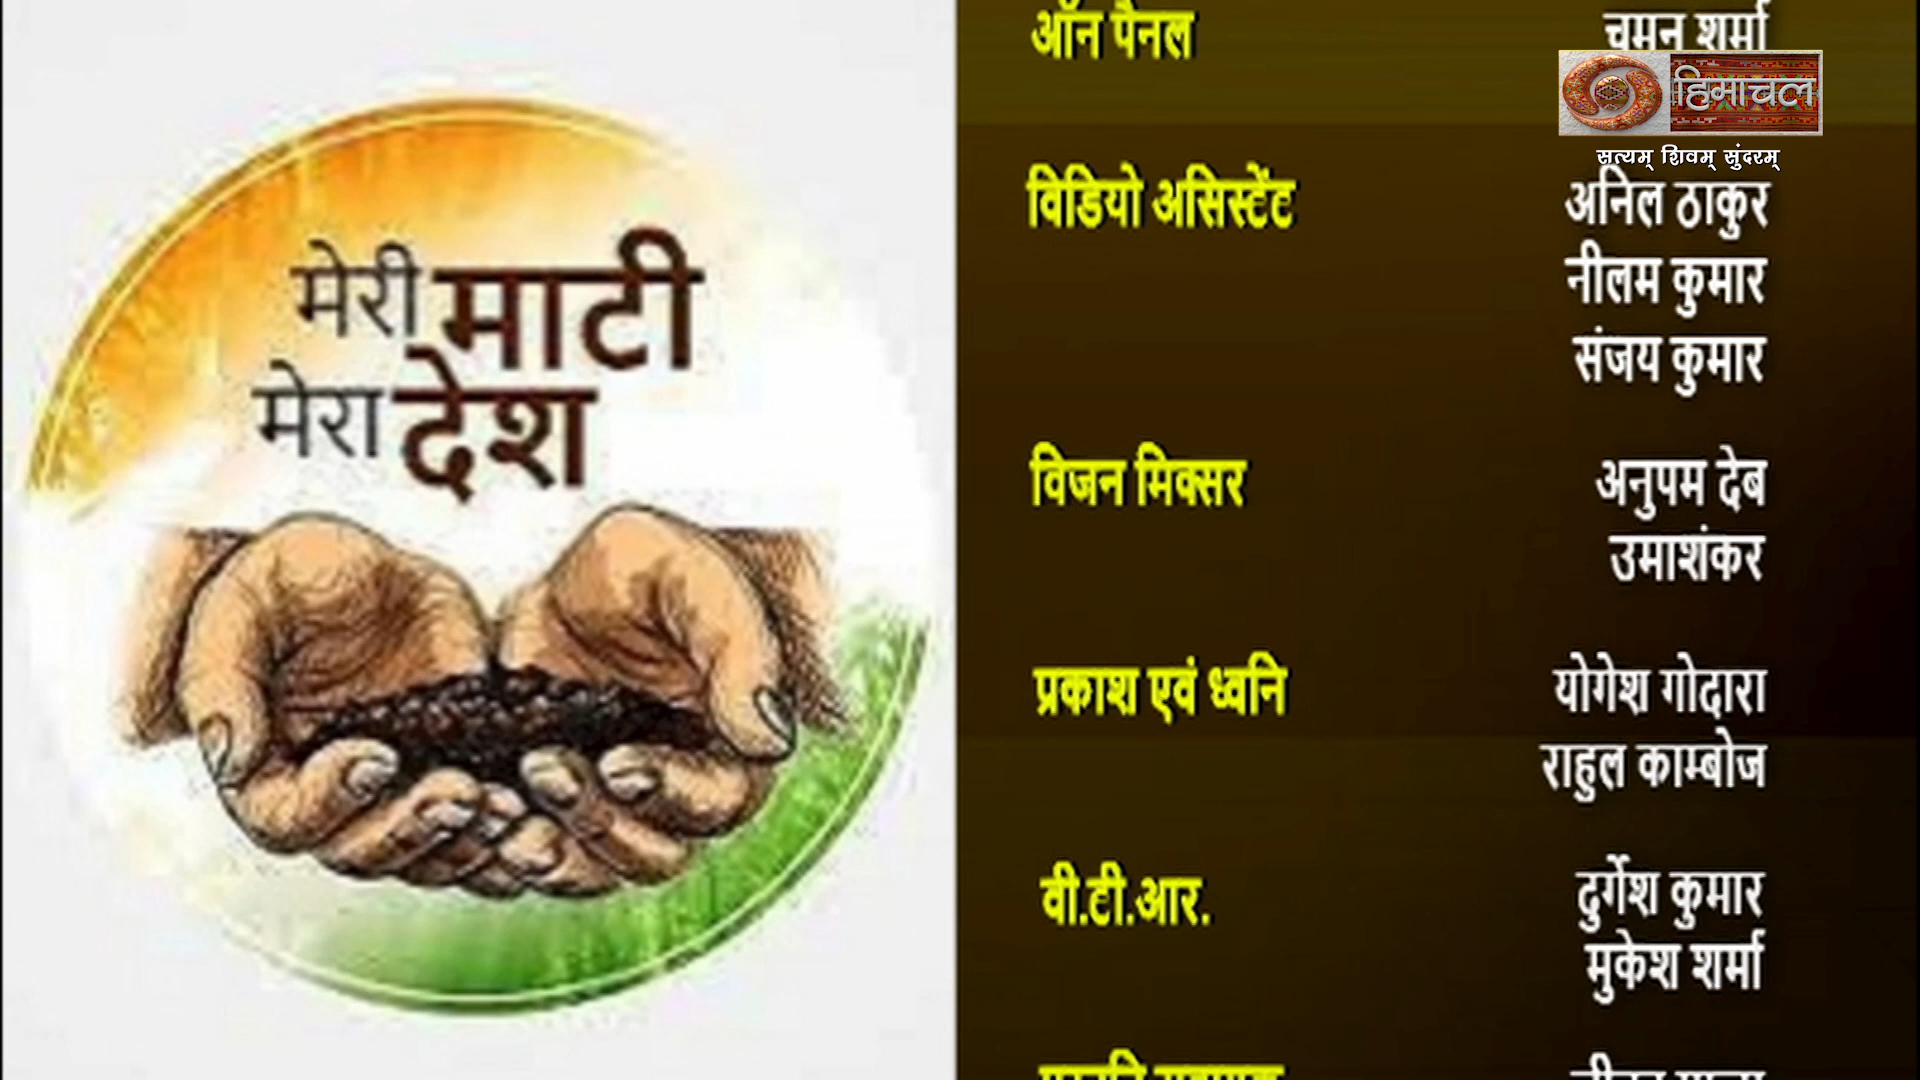 मेरी माटी
मेरा देश
ऑन पैनल चमन शर्मा
हिमाचल
सत्यम् शिवम् सुंदरम्
विडियो असिस्टेंट अनिल ठाकुर
नीलम कुमार
संजय कुमार
विजन मिक्सर अनुपम देब
उमाशंकर
प्रकाश एवं ध्वनि योगेश गोदारा
राहुल काम्बोज
वी.टी.आर. दुर्गेश कुमार
मुकेश शर्मा